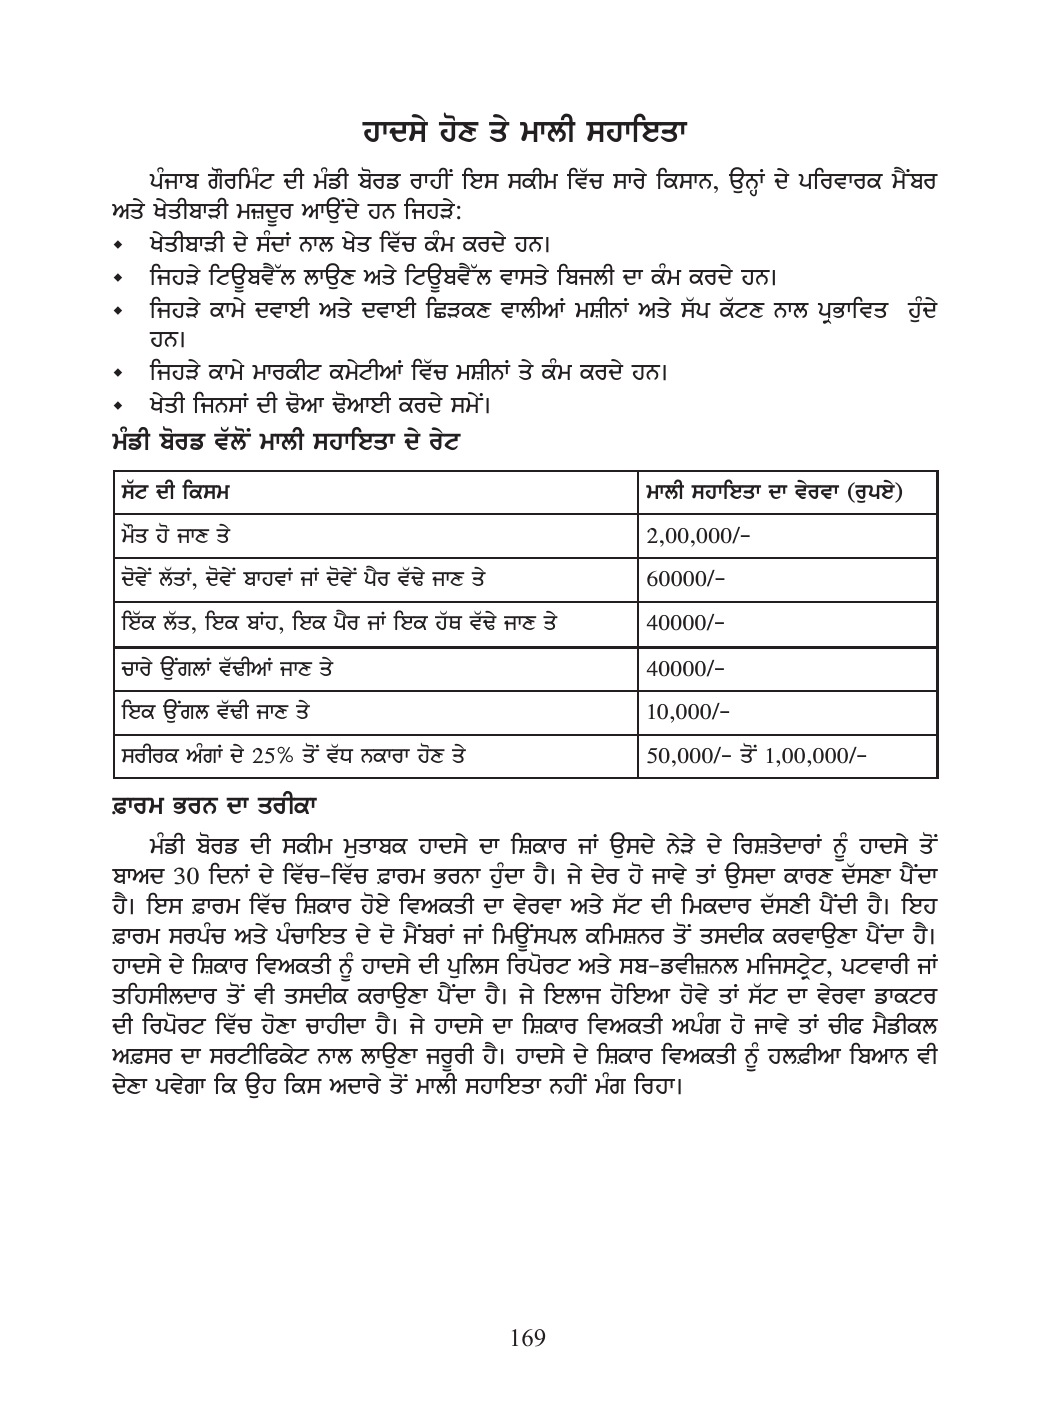 ਹਾਦਸੇ ਹੋਣ ਤੇ ਮਾਲੀ ਸਹਾਇਤਾ
ਪੰਜਾਬ ਗੌਰਮਿੰਟ ਦੀ ਮੰਡੀ ਬੋਰਡ ਰਾਹੀਂ ਇਸ ਸਕੀਮ ਵਿੱਚ ਸਾਰੇ ਕਿਸਾਨ, ਉਨ੍ਹਾਂ ਦੇ ਪਰਿਵਾਰਕ ਮੈਂਬਰ
ਅਤੇ ਖੇਤੀਬਾੜੀ ਮਜ਼ਦੂਰ ਆਉਂਦੇ ਹਨ ਜਿਹੜੇ:
⬥ ਖੇਤੀਬਾੜੀ ਦੇ ਸੰਦਾਂ ਨਾਲ ਖੇਤ ਵਿੱਚ ਕੰਮ ਕਰਦੇ ਹਨ।
⬥ ਜਿਹੜੇ ਟਿਊਬਵੈੱਲ ਲਾਉਣ ਅਤੇ ਟਿਊਬਵੈੱਲ ਵਾਸਤੇ ਬਿਜਲੀ ਦਾ ਕੰਮ ਕਰਦੇ ਹਨ।
⬥ ਜਿਹੜੇ ਕਾਮੇ ਦਵਾਈ ਅਤੇ ਦਵਾਈ ਛਿੜਕਣ ਵਾਲੀਆਂ ਮਸ਼ੀਨਾਂ ਅਤੇ ਸੱਪ ਕੱਟਣ ਨਾਲ ਪ੍ਰਭਾਵਿਤ ਹੁੰਦੇ
ਹਨ।
⬥ ਜਿਹੜੇ ਕਾਮੇ ਮਾਰਕੀਟ ਕਮੇਟੀਆਂ ਵਿੱਚ ਮਸ਼ੀਨਾਂ ਤੇ ਕੰਮ ਕਰਦੇ ਹਨ।
⬥ ਖੇਤੀ ਜਿਨਸਾਂ ਦੀ ਢੋਆ ਢੋਆਈ ਕਰਦੇ ਸਮੇਂ।
ਮੰਡੀ ਬੋਰਡ ਵੱਲੋਂ ਮਾਲੀ ਸਹਾਇਤਾ ਦੇ ਰੇਟ
ਸੱਟ ਦੀ ਕਿਸਮ ਮਾਲੀ ਸਹਾਇਤਾ ਦਾ ਵੇਰਵਾ (ਰੁਪਏ)
ਮੌਤ ਹੋ ਜਾਣ ਤੇ 2,00,000/-
ਦੋਵੇਂ ਲੱਤਾਂ, ਦੋਵੇਂ ਬਾਹਵਾਂ ਜਾਂ ਦੋਵੇਂ ਪੈਰ ਵੱਢੇ ਜਾਣ ਤੇ 60000/-
ਇੱਕ ਲੱਤ, ਇਕ ਬਾਂਹ, ਇਕ ਪੈਰ ਜਾਂ ਇਕ ਹੱਥ ਵੱਢੇ ਜਾਣ ਤੇ 40000/-
ਚਾਰੇ ਉਂਗਲਾਂ ਵੱਢੀਆਂ ਜਾਣ ਤੇ 40000/-
ਇਕ ਉਂਗਲ ਵੱਢੀ ਜਾਣ ਤੇ 10,000/-
ਸਰੀਰਕ ਅੰਗਾਂ ਦੇ 25% ਤੋਂ ਵੱਧ ਨਕਾਰਾ ਹੋਣ ਤੇ 50,000/- ਤੋਂ 1,00,000/-
ਫ਼ਾਰਮ ਭਰਨ ਦਾ ਤਰੀਕਾ
ਮੰਡੀ ਬੋਰਡ ਦੀ ਸਕੀਮ ਮੁਤਾਬਕ ਹਾਦਸੇ ਦਾ ਸ਼ਿਕਾਰ ਜਾਂ ਉਸਦੇ ਨੇੜੇ ਦੇ ਰਿਸ਼ਤੇਦਾਰਾਂ ਨੂੰ ਹਾਦਸੇ ਤੋਂ
ਬਾਅਦ 30 ਦਿਨਾਂ ਦੇ ਵਿੱਚ-ਵਿੱਚ ਫ਼ਾਰਮ ਭਰਨਾ ਹੁੰਦਾ ਹੈ। ਜੇ ਦੇਰ ਹੋ ਜਾਵੇ ਤਾਂ ਉਸਦਾ ਕਾਰਣ ਦੱਸਣਾ ਪੈਂਦਾ
ਹੈ। ਇਸ ਫ਼ਾਰਮ ਵਿੱਚ ਸ਼ਿਕਾਰ ਹੋਏ ਵਿਅਕਤੀ ਦਾ ਵੇਰਵਾ ਅਤੇ ਸੱਟ ਦੀ ਮਿਕਦਾਰ ਦੱਸਣੀ ਪੈਂਦੀ ਹੈ। ਇਹ
ਫ਼ਾਰਮ ਸਰਪੰਚ ਅਤੇ ਪੰਚਾਇਤ ਦੇ ਦੋ ਮੈਂਬਰਾਂ ਜਾਂ ਮਿਊਂਸਪਲ ਕਮਿਸ਼ਨਰ ਤੋਂ ਤਸਦੀਕ ਕਰਵਾਉਣਾ ਪੈਂਦਾ ਹੈ।
ਹਾਦਸੇ ਦੇ ਸ਼ਿਕਾਰ ਵਿਅਕਤੀ ਨੂੰ ਹਾਦਸੇ ਦੀ ਪੁਲਿਸ ਰਿਪੋਰਟ ਅਤੇ ਸਬ-ਡਵੀਜ਼ਨਲ ਮਜਿਸਟ੍ਰੇਟ, ਪਟਵਾਰੀ ਜਾਂ
ਤਹਿਸੀਲਦਾਰ ਤੋਂ ਵੀ ਤਸਦੀਕ ਕਰਾਉਣਾ ਪੈਂਦਾ ਹੈ। ਜੇ ਇਲਾਜ ਹੋਇਆ ਹੋਵੇ ਤਾਂ ਸੱਟ ਦਾ ਵੇਰਵਾ ਡਾਕਟਰ
ਦੀ ਰਿਪੋਰਟ ਵਿੱਚ ਹੋਣਾ ਚਾਹੀਦਾ ਹੈ। ਜੇ ਹਾਦਸੇ ਦਾ ਸ਼ਿਕਾਰ ਵਿਅਕਤੀ ਅਪੰਗ ਹੋ ਜਾਵੇ ਤਾਂ ਚੀਫ ਮੈਡੀਕਲ
ਅਫ਼ਸਰ ਦਾ ਸਰਟੀਫਿਕੇਟ ਨਾਲ ਲਾਉਣਾ ਜਰੂਰੀ ਹੈ। ਹਾਦਸੇ ਦੇ ਸ਼ਿਕਾਰ ਵਿਅਕਤੀ ਨੂੰ ਹਲਫ਼ੀਆ ਬਿਆਨ ਵੀ
ਦੇਣਾ ਪਵੇਗਾ ਕਿ ਉਹ ਕਿਸ ਅਦਾਰੇ ਤੋਂ ਮਾਲੀ ਸਹਾਇਤਾ ਨਹੀਂ ਮੰਗ ਰਿਹਾ।
169